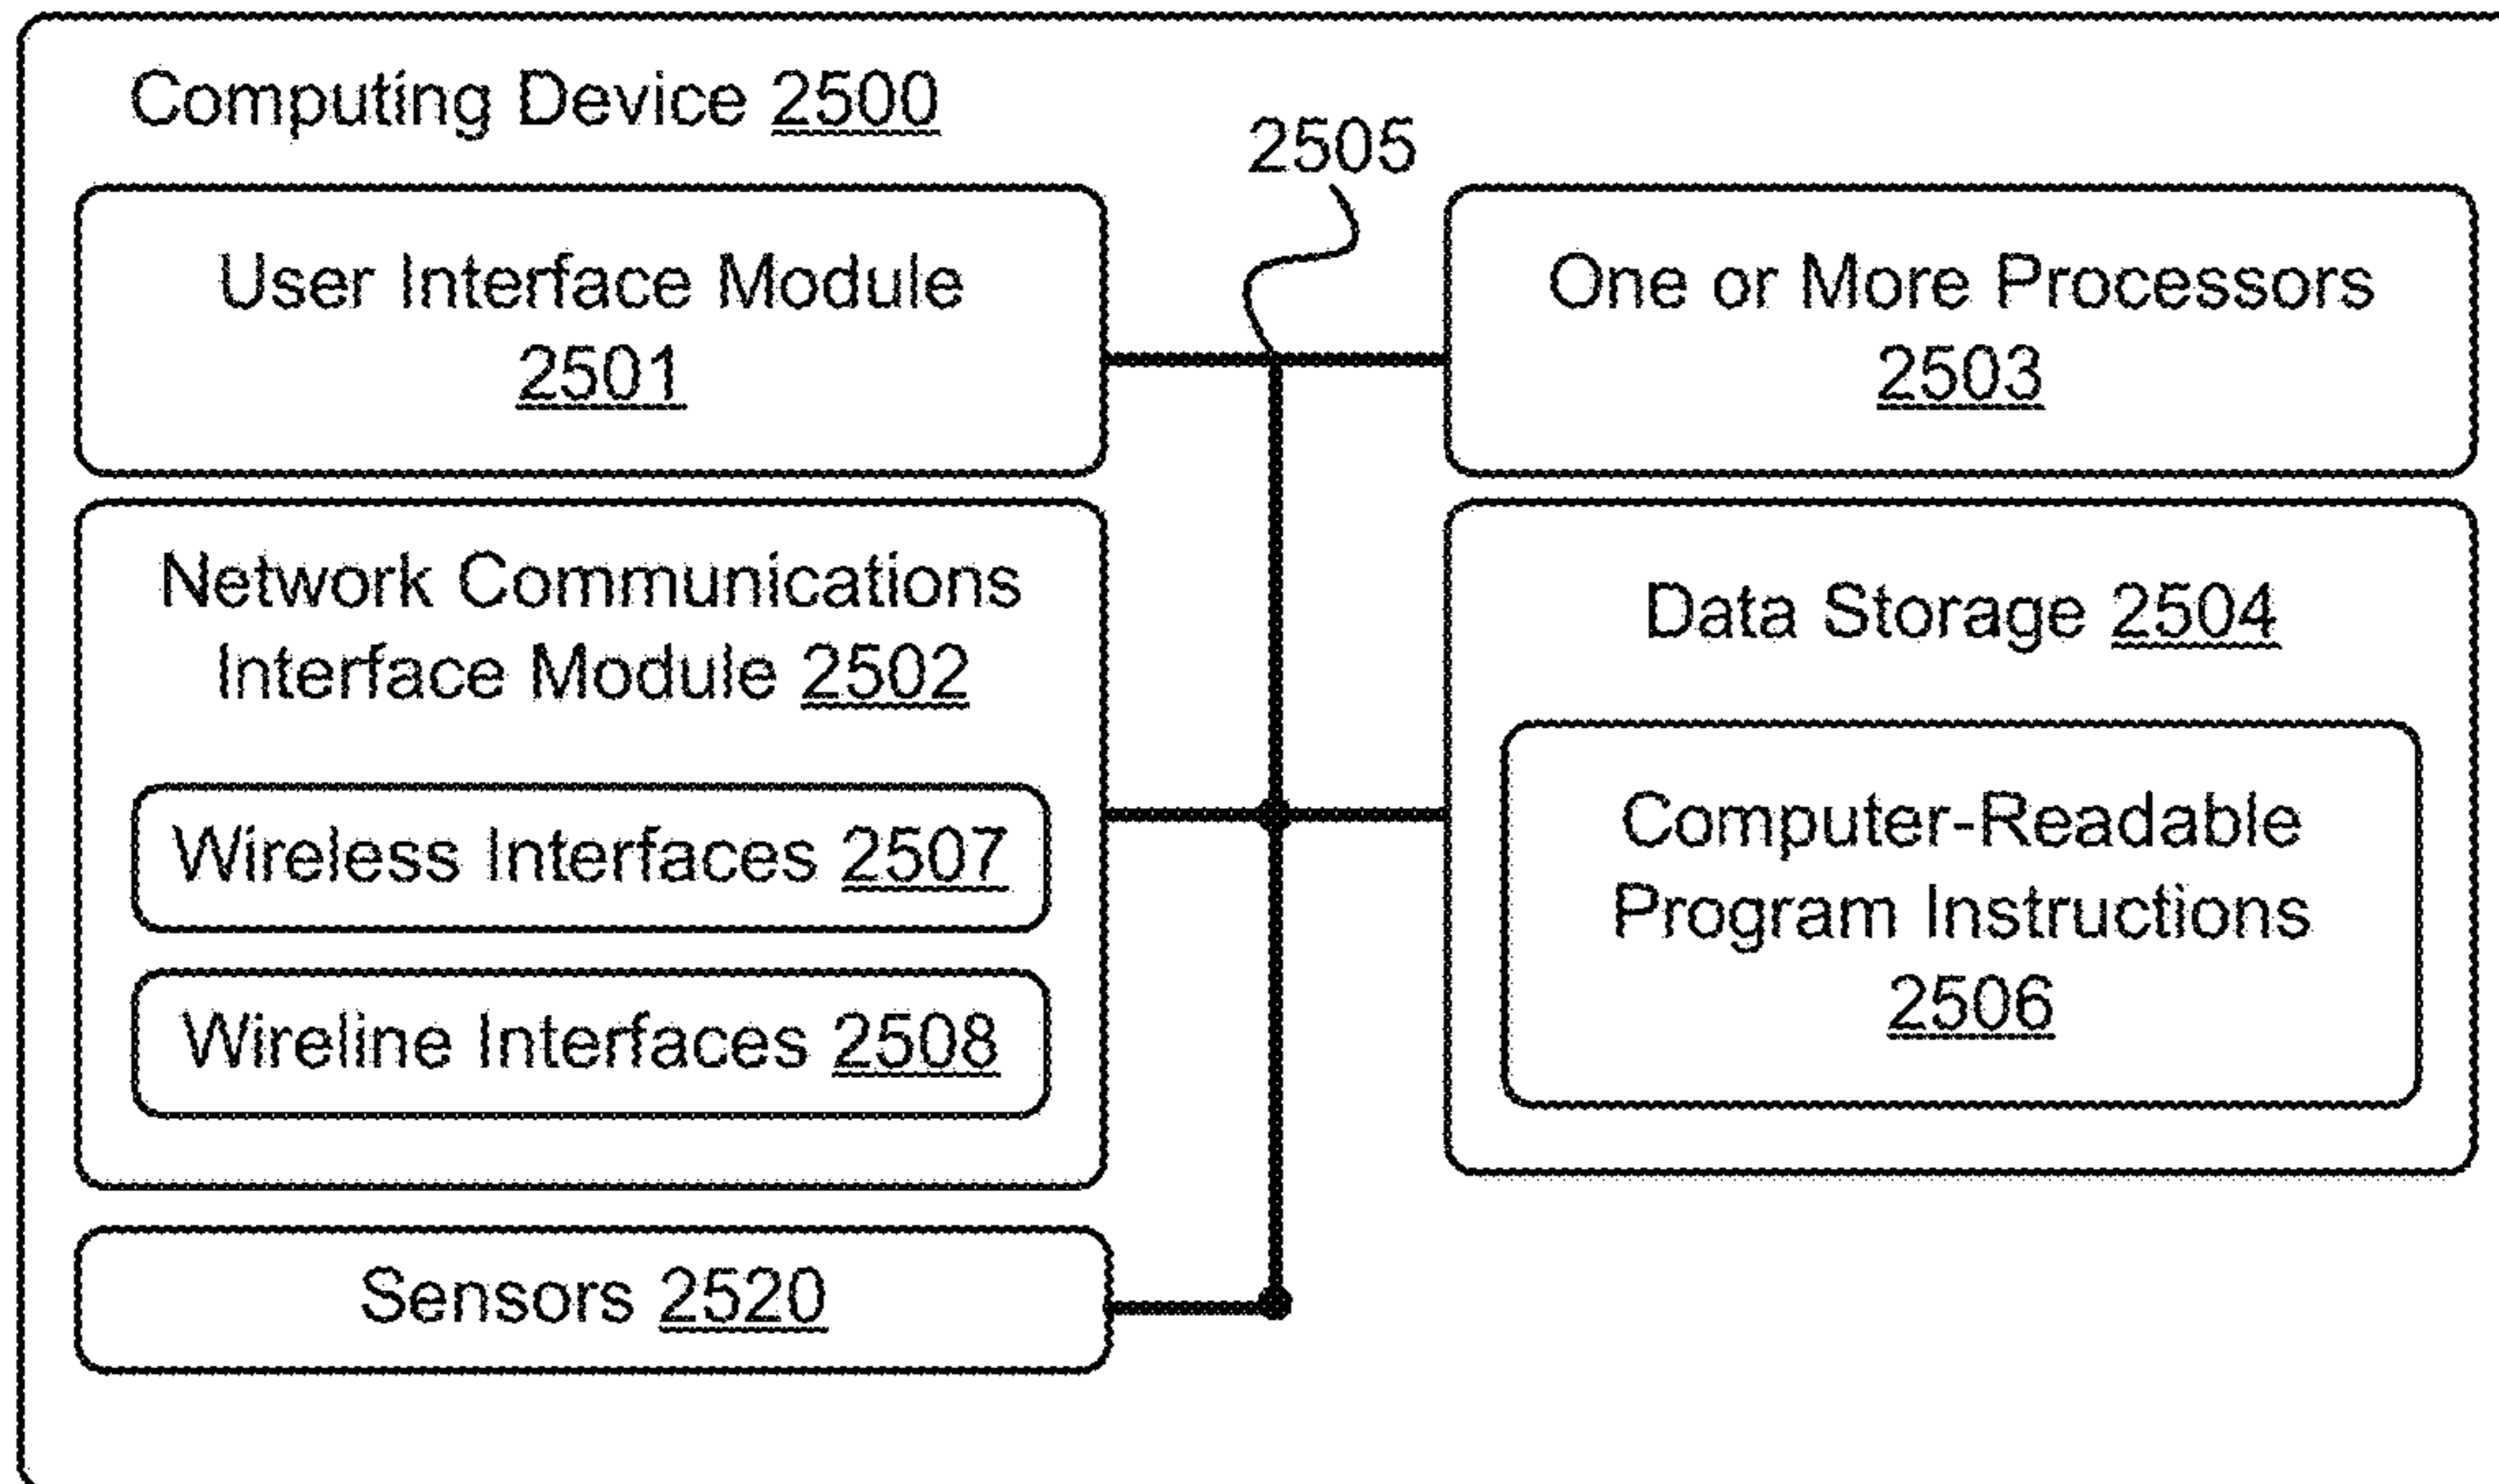 Computing Device 2500
2505
User Interface Module
2501
One or More Processors
2503
Network Communications
Interface Module 2502
Wireless Interfaces 2507
Wireline Interfaces 2508
Data Storage 2504
Computer-Readable
Program Instructions
2506
Sensors 2520